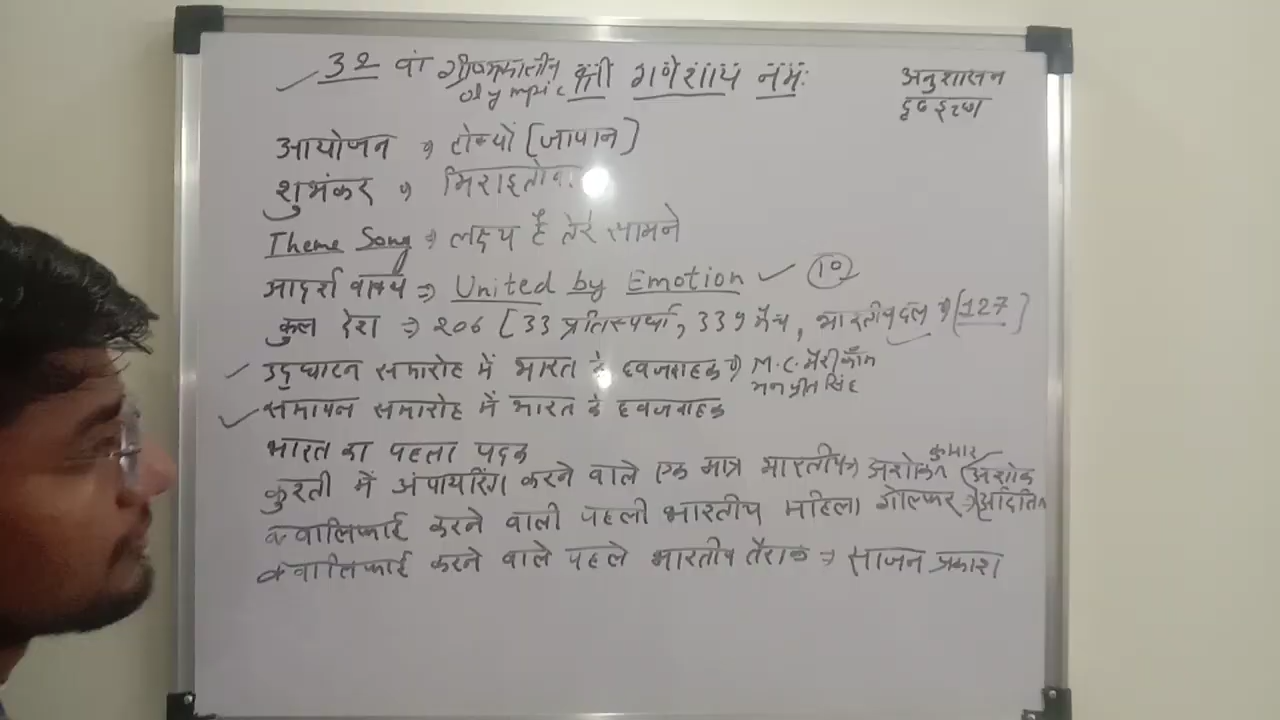 32 वां ग्रीष्मकालीन श्री गणेशाय नमः
olympic
अनुशासन
दृढ़ इच्छा
आयोजन → टोक्यों [जापान]
शुभंकर → मिराइतोवा
Theme Song → लक्ष्य है तेरे सामने
आदर्श वाक्य ⇒ United by Emotion ✓ (10)
कुल देश ⇒ 206 [33 प्रतिस्पर्धा, 339 मैच, भारतीय दल → [127]
उद्घाटन समारोह में भारत के ध्वजवाहक → M.C. मैरीकॉम
मनप्रीत सिंह
समापन समारोह में भारत के ध्वजवाहक
भारत का पहला पदक
कुश्ती में अंपायरिंग करने वाले एक मात्र भारतीय → अशोक कुमार
क्वालिफाई करने वाली पहली भारतीय महिला गोल्फर →
क्वालिफाई करने वाले पहले भारतीय तैराक → साजन प्रकाश